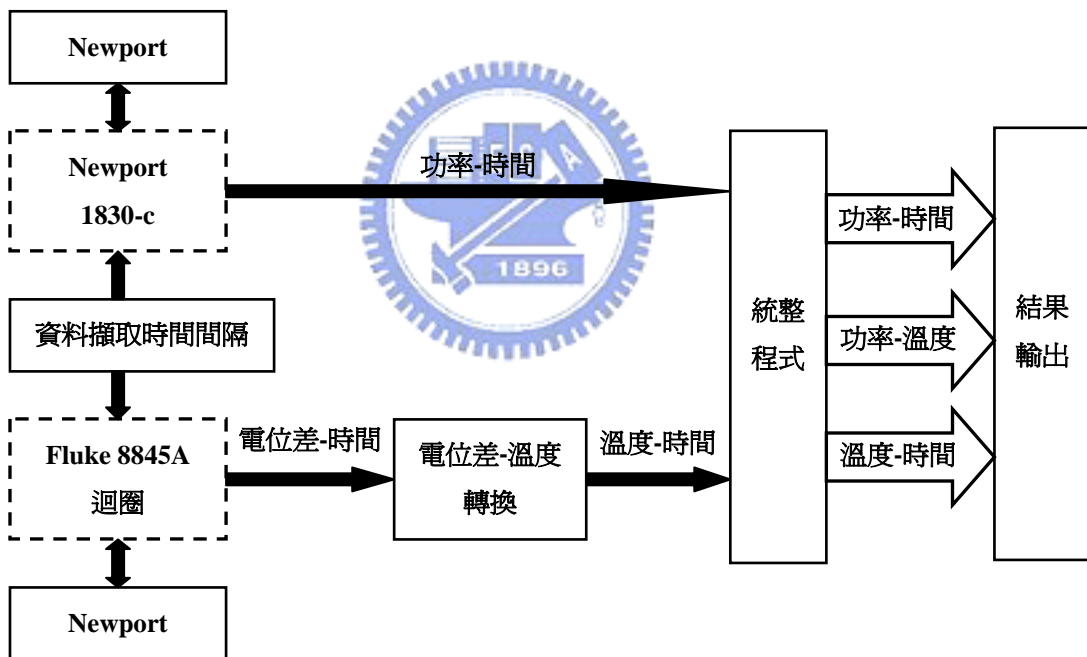 Newport
Newport
1830-c
資料擷取時間間隔
Fluke 8845A
迴圈
Newport
功率-時間
1896
電位差-時間
電位差-溫度
轉換
溫度-時間
統整
程式
功率-時間
功率-溫度
溫度-時間
結果
輸出